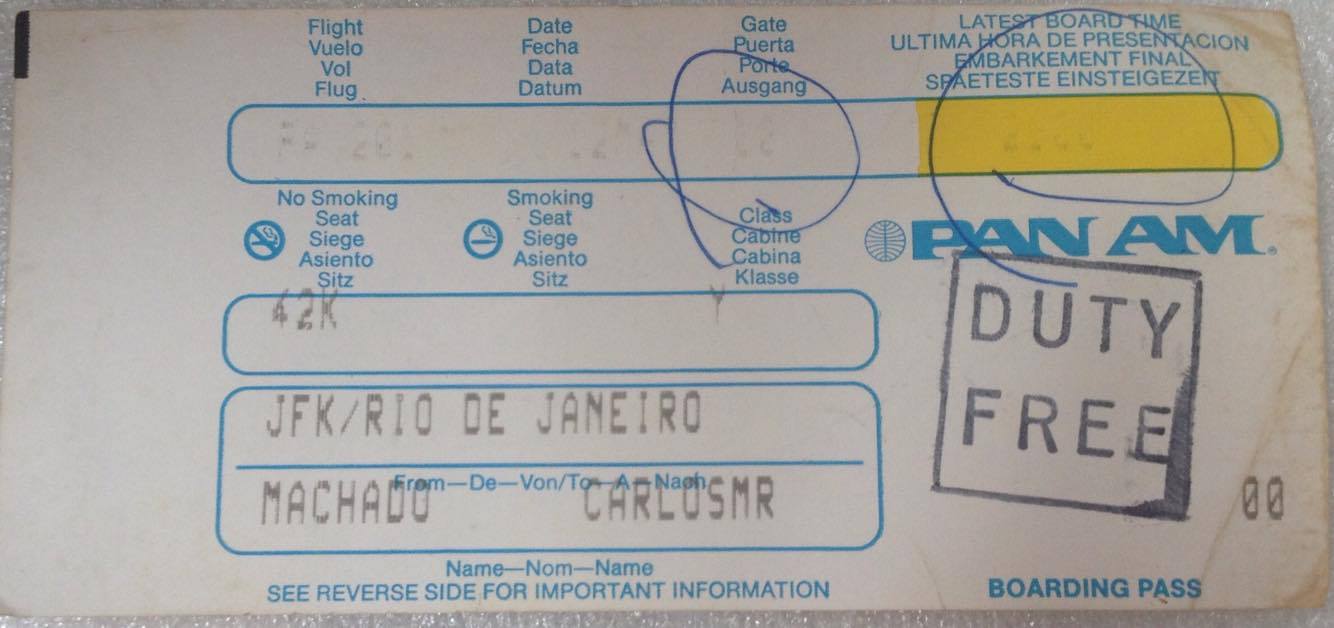 Flight Date Gate LATEST BOARD TIME
Vuelo Fecha Puerta ULTIMA HORA DE PRESENTACION
Vol Data Porte EMBARKEMENT FINAL
Flug Datum Ausgang SPAETESTE EINSTEIGEZEIT
No Smoking Smoking
Seat Seat Class
Siege Siege Cabine
Asiento Asiento Cabina
Sitz Sitz Klasse
PAN AM
42K Y
DUTY
FREE
JFK/RIO DE JANEIRO
From—De—Von/To—A—Nach
MACHADO CARLOSMR
00
Name—Nom—Name
SEE REVERSE SIDE FOR IMPORTANT INFORMATION
BOARDING PASS